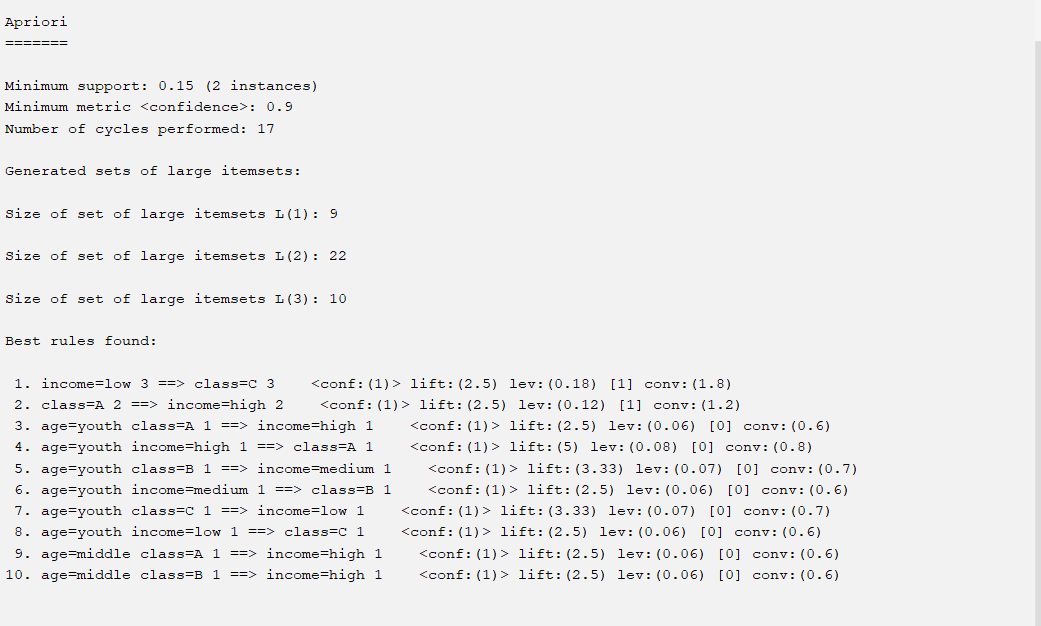 Apriori
=======
Minimum support: 0.15 (2 instances)
Minimum metric <confidence>: 0.9
Number of cycles performed: 17
Generated sets of large itemsets:
Size of set of large itemsets L(1): 9
Size of set of large itemsets L(2): 22
Size of set of large itemsets L(3): 10
Best rules found:
1. income=low 3 ==> class=C 3    <conf:(1)> lift:(2.5) lev:(0.18) [1] conv:(1.8)
2. class=A 2 ==> income=high 2    <conf:(1)> lift:(2.5) lev:(0.12) [1] conv:(1.2)
3. age=youth class=A 1 ==> income=high 1    <conf:(1)> lift:(2.5) lev:(0.06) [0] conv:(0.6)
4. age=youth income=high 1 ==> class=A 1    <conf:(1)> lift:(5) lev:(0.08) [0] conv:(0.8)
5. age=youth class=B 1 ==> income=medium 1    <conf:(1)> lift:(3.33) lev:(0.07) [0] conv:(0.7)
6. age=youth income=medium 1 ==> class=B 1    <conf:(1)> lift:(2.5) lev:(0.06) [0] conv:(0.6)
7. age=youth class=C 1 ==> income=low 1    <conf:(1)> lift:(3.33) lev:(0.07) [0] conv:(0.7)
8. age=youth income=low 1 ==> class=C 1    <conf:(1)> lift:(2.5) lev:(0.06) [0] conv:(0.6)
9. age=middle class=A 1 ==> income=high 1    <conf:(1)> lift:(2.5) lev:(0.06) [0] conv:(0.6)
10. age=middle class=B 1 ==> income=high 1    <conf:(1)> lift:(2.5) lev:(0.06) [0] conv:(0.6)